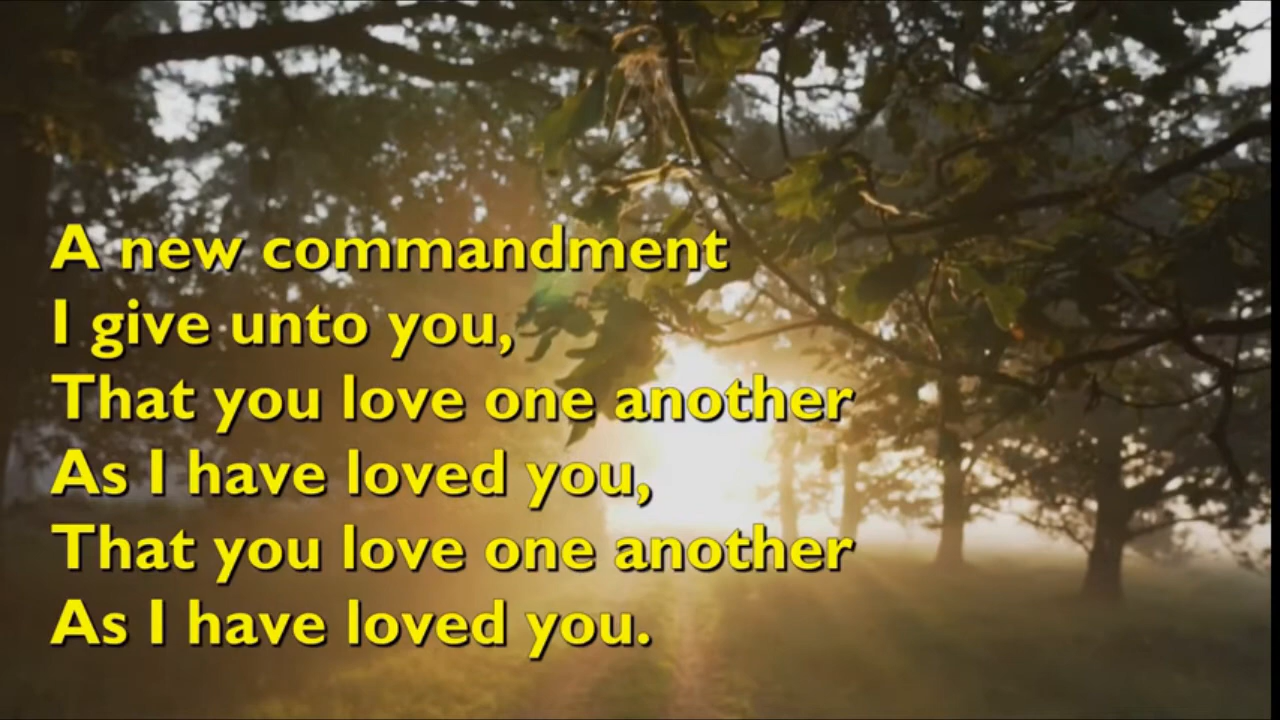 A new commandment
I give unto you,
That you love one another
As I have loved you,
That you love one another
As I have loved you.